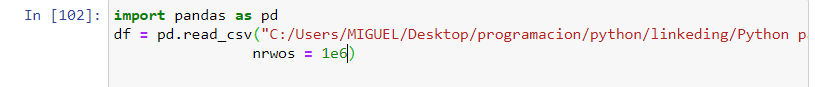 In [102]: import pandas as pd
df = pd.read_csv("C:/Users/MIGUEL/Desktop/programacion/python/linkeding/Python
nrwos = 1e6)